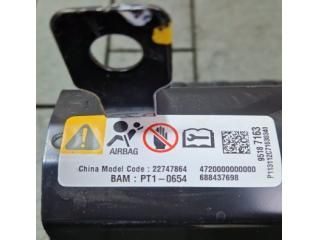 AIRBAG
China Model Code : 22747864
4720000000000
BAM : PT1-0654
688437698
9518 7163